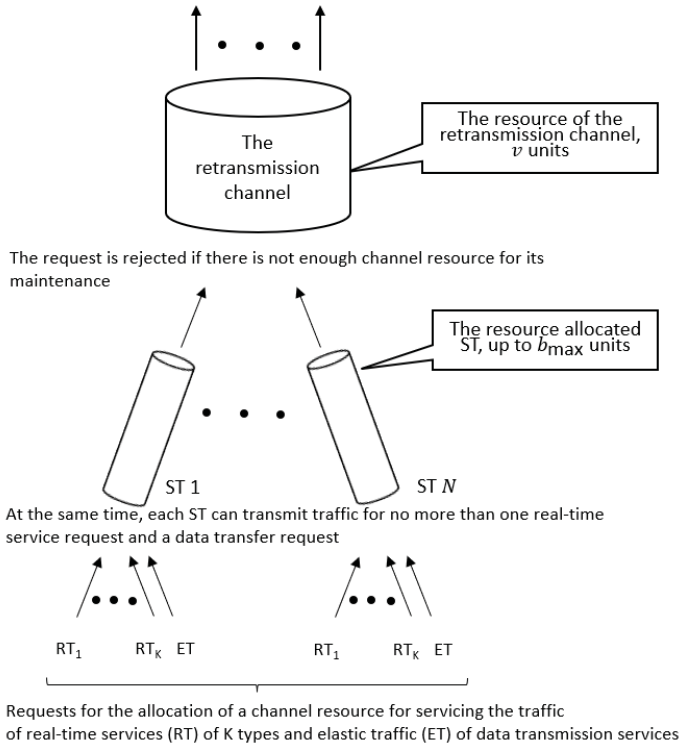 The
retransmission
channel
The resource of the
retransmission channel,
v units
The request is rejected if there is not enough channel resource for its
maintenance
The resource allocated
ST, up to bmax units
ST 1
ST N
At the same time, each ST can transmit traffic for no more than one real-time
service request and a data transfer request
RT1 RTK ET RT1 RTK ET
Requests for the allocation of a channel resource for servicing the traffic
of real-time services (RT) of K types and elastic traffic (ET) of data transmission services